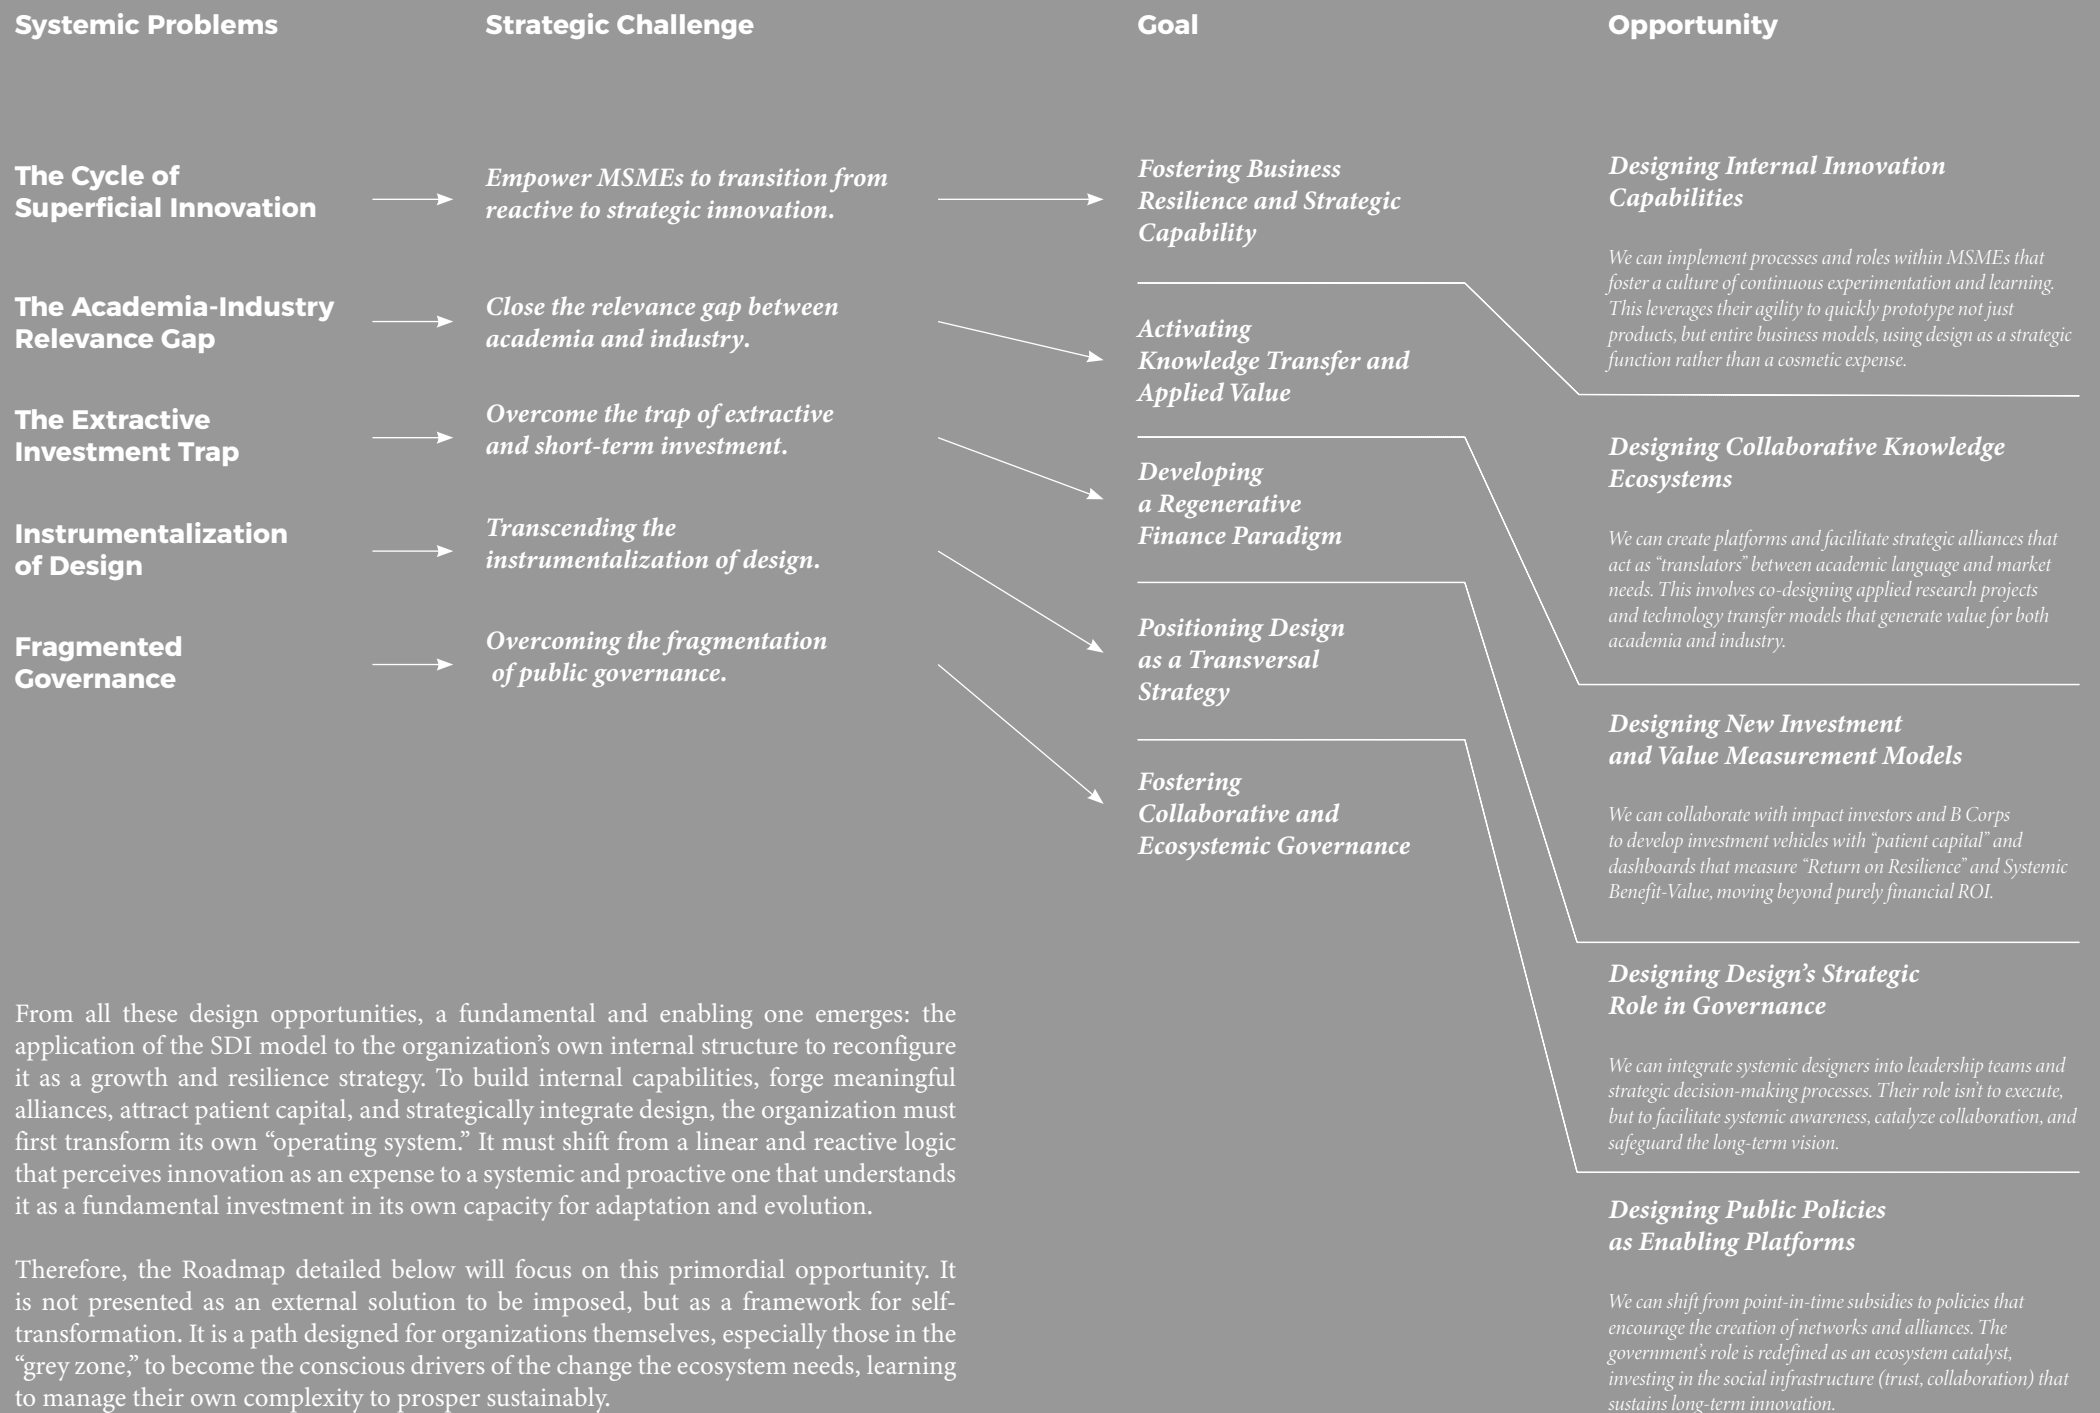 Systemic Problems
Strategic Challenge
Goal
Opportunity
The Cycle of
Superficial Innovation
Empower MSMEs to transition from
reactive to strategic innovation.
Fostering Business
Resilience and Strategic
Capability
Designing Internal Innovation
Capabilities
We can implement processes and roles within MSMEs that
foster a culture of continuous experimentation and learning.
This leverages their agility to quickly prototype not just
products, but entire business models, using design as a strategic
function rather than a cosmetic expense.
The Academia-Industry
Relevance Gap
Close the relevance gap between
academia and industry.
Activating
Knowledge Transfer and
Applied Value
Designing Collaborative Knowledge
Ecosystems
We can create platforms and facilitate strategic alliances that
act as “translators” between academic language and market
needs. This involves co-designing applied research projects
and technology transfer models that generate value for both
academia and industry.
The Extractive
Investment Trap
Overcome the trap of extractive
and short-term investment.
Developing
a Regenerative
Finance Paradigm
Designing New Investment
and Value Measurement Models
We can collaborate with impact investors and B Corps
to develop investment vehicles with “patient capital” and
dashboards that measure “Return on Resilience” and Systemic
Benefit-Value, moving beyond purely financial ROI.
Instrumentalization
of Design
Transcending the
instrumentalization of design.
Positioning Design
as a Transversal
Strategy
Designing Design’s Strategic
Role in Governance
We can integrate systemic designers into leadership teams and
strategic decision-making processes. Their role isn’t to execute,
but to facilitate systemic awareness, catalyze collaboration, and
safeguard the long-term vision.
Fragmented
Governance
Overcoming the fragmentation
of public governance.
Fostering
Collaborative and
Ecosystemic Governance
Designing Public Policies
as Enabling Platforms
We can shift from point-in-time subsidies to policies that
encourage the creation of networks and alliances. The
government’s role is redefined as an ecosystem catalyst,
investing in the social infrastructure (trust, collaboration) that
sustains long-term innovation.
From all these design opportunities, a fundamental and enabling one emerges: the
application of the SDI model to the organization’s own internal structure to reconfigure
it as a growth and resilience strategy. To build internal capabilities, forge meaningful
alliances, attract patient capital, and strategically integrate design, the organization must
first transform its own “operating system.” It must shift from a linear and reactive logic
that perceives innovation as an expense to a systemic and proactive one that understands
it as a fundamental investment in its own capacity for adaptation and evolution.
Therefore, the Roadmap detailed below will focus on this primordial opportunity. It
is not presented as an external solution to be imposed, but as a framework for self-
transformation. It is a path designed for organizations themselves, especially those in the
“grey zone,” to become the conscious drivers of the change the ecosystem needs, learning
to manage their own complexity to prosper sustainably.